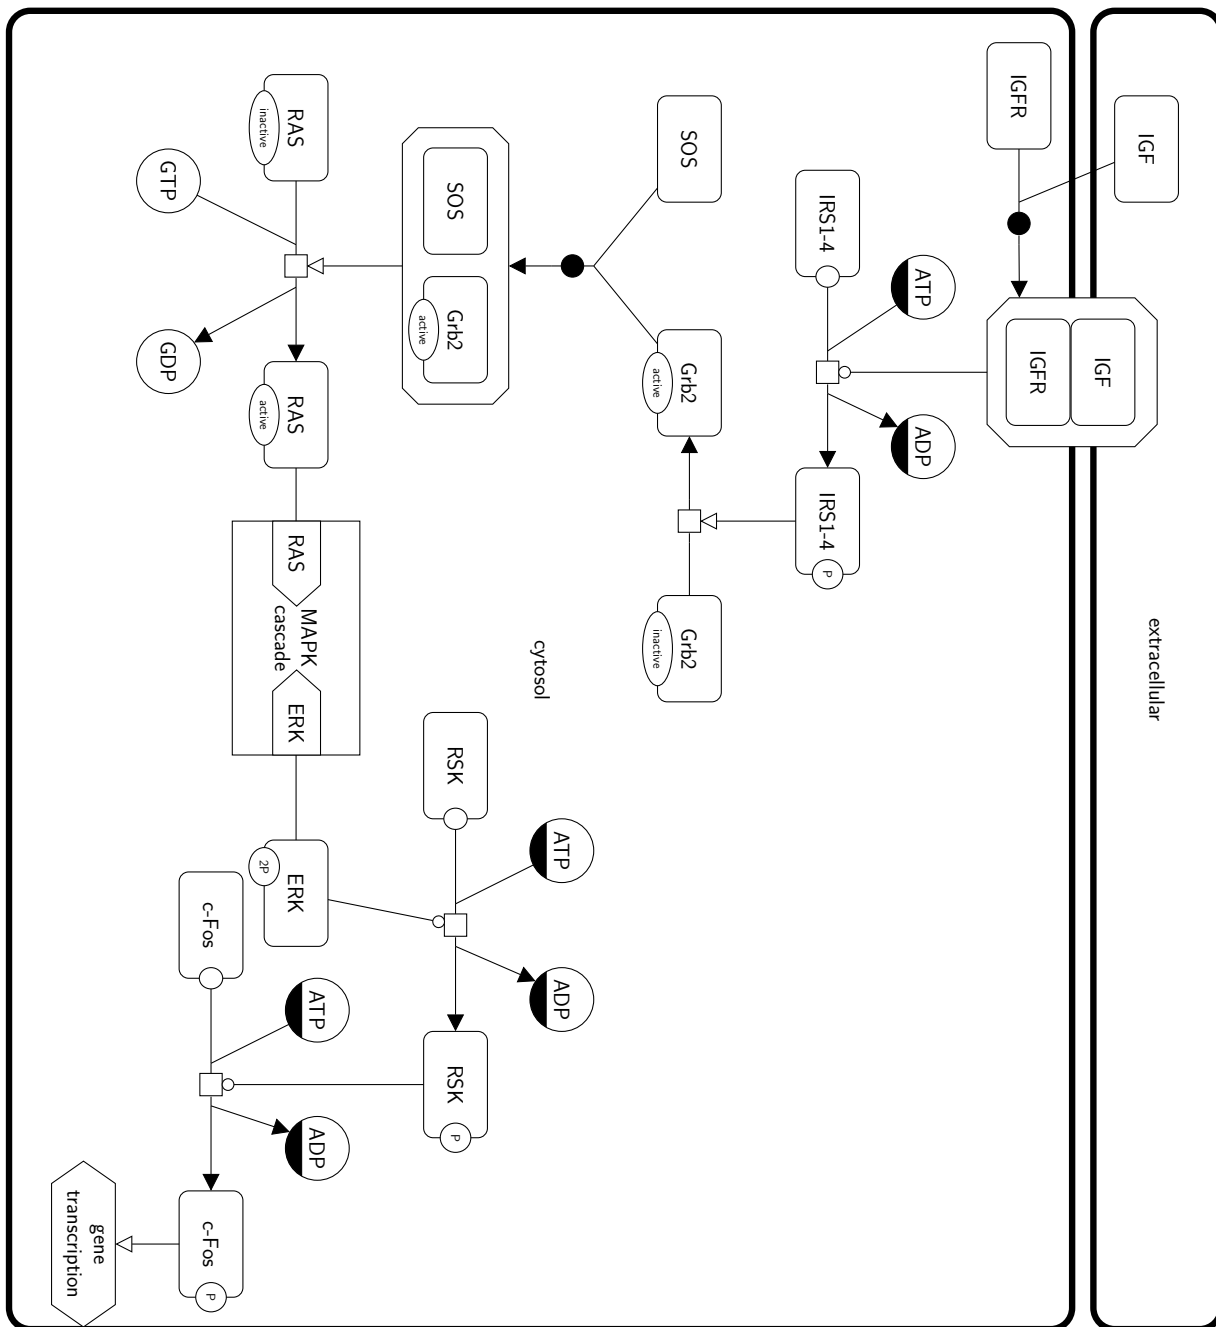 IGF
extracellular
IGF
IGFR
IGFR
ATP
ADP
IRS1-4
IRS1-4
P
SOS
Grb2
active
Grb2
inactive
ATP
ADP
cytosol
SOS
Grb2
active
RSK
RSK
P
ATP
ADP
RAS
inactive
RAS
active
RAS
MAPK
cascade
ERK
ERK
2P
c-Fos
c-Fos
P
GTP
GDP
gene
transcription